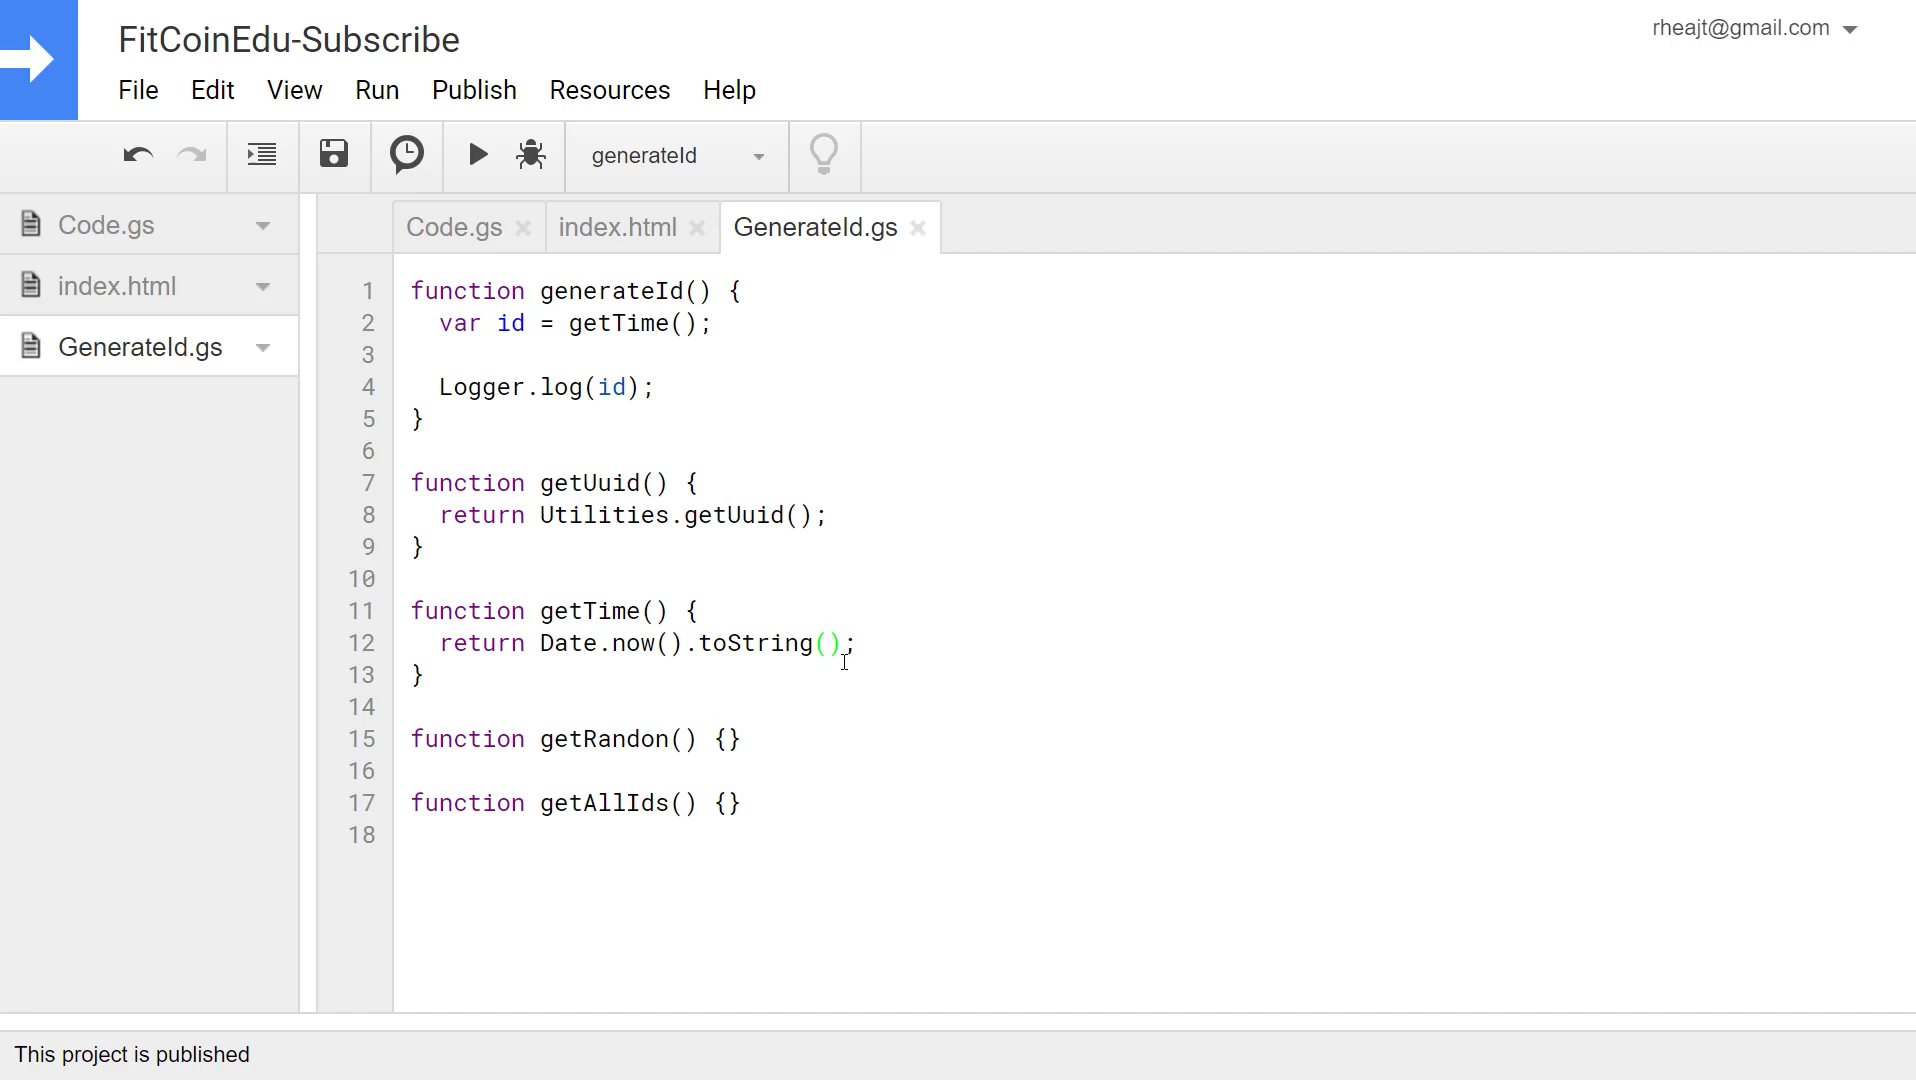 FitCoinEdu-Subscribe
rheajt@gmail.com
File Edit View Run Publish Resources Help
generateId
Code.gs
index.html
GenerateId.gs
Code.gs index.html GenerateId.gs
1 function generateId() {
2   var id = getTime();
3
4   Logger.log(id);
5 }
6
7 function getUuid() {
8   return Utilities.getUuid();
9 }
10
11 function getTime() {
12   return Date.now().toString();
13 }
14
15 function getRandon() {}
16
17 function getAllIds() {}
18
This project is published